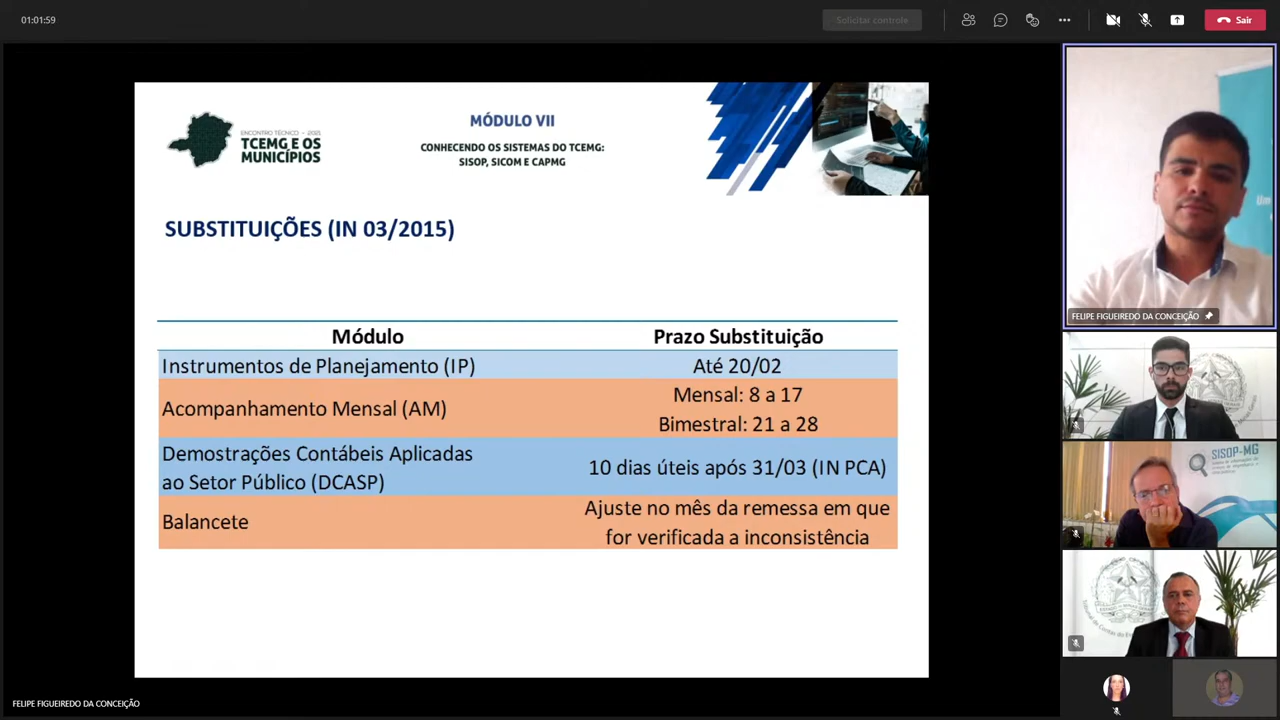 01:01:59
Solicitar controle
Sair
ENCONTRO TÉCNICO - 2021
TCEMG E OS
MUNICÍPIOS
MÓDULO VII
CONHECENDO OS SISTEMAS DO TCEMG:
SISOP, SICOM E CAPMG
SUBSTITUIÇÕES (IN 03/2015)
Módulo
Prazo Substituição
Instrumentos de Planejamento (IP)
Até 20/02
Acompanhamento Mensal (AM)
Mensal: 8 a 17
Bimestral: 21 a 28
Demostrações Contábeis Aplicadas
ao Setor Público (DCASP)
10 dias úteis após 31/03 (IN PCA)
Balancete
Ajuste no mês da remessa em que
for verificada a inconsistência
Um
FELIPE FIGUEIREDO DA CONCEIÇÃO
SISOP-MG
FELIPE FIGUEIREDO DA CONCEIÇÃO